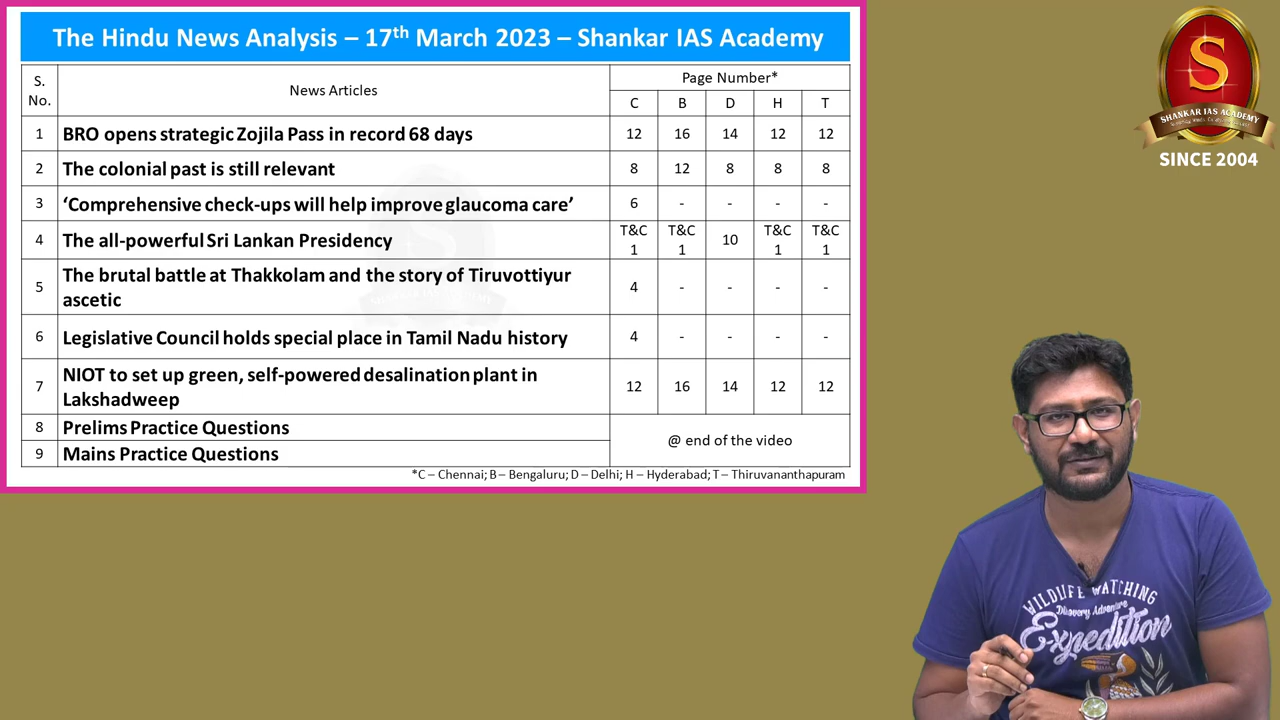 The Hindu News Analysis – 17th March 2023 – Shankar IAS Academy
S. No. News Articles Page Number*
C B D H T
1 BRO opens strategic Zojila Pass in record 68 days 12 16 14 12 12
2 The colonial past is still relevant 8 12 8 8 8
3 ‘Comprehensive check-ups will help improve glaucoma care’ 6 - - - -
4 The all-powerful Sri Lankan Presidency T&C 1 T&C 1 10 T&C 1 T&C 1
5 The brutal battle at Thakkolam and the story of Tiruvottiyur
ascetic 4 - - - -
6 Legislative Council holds special place in Tamil Nadu history 4 - - - -
7 NIOT to set up green, self-powered desalination plant in
Lakshadweep 12 16 14 12 12
8 Prelims Practice Questions
@ end of the video
9 Mains Practice Questions
*C – Chennai; B – Bengaluru; D – Delhi; H – Hyderabad; T – Thiruvananthapuram
S
SHANKAR IAS ACADEMY
SINCE 2004
WILDLIFE WATCHING
Discovery Adventure
Expedition